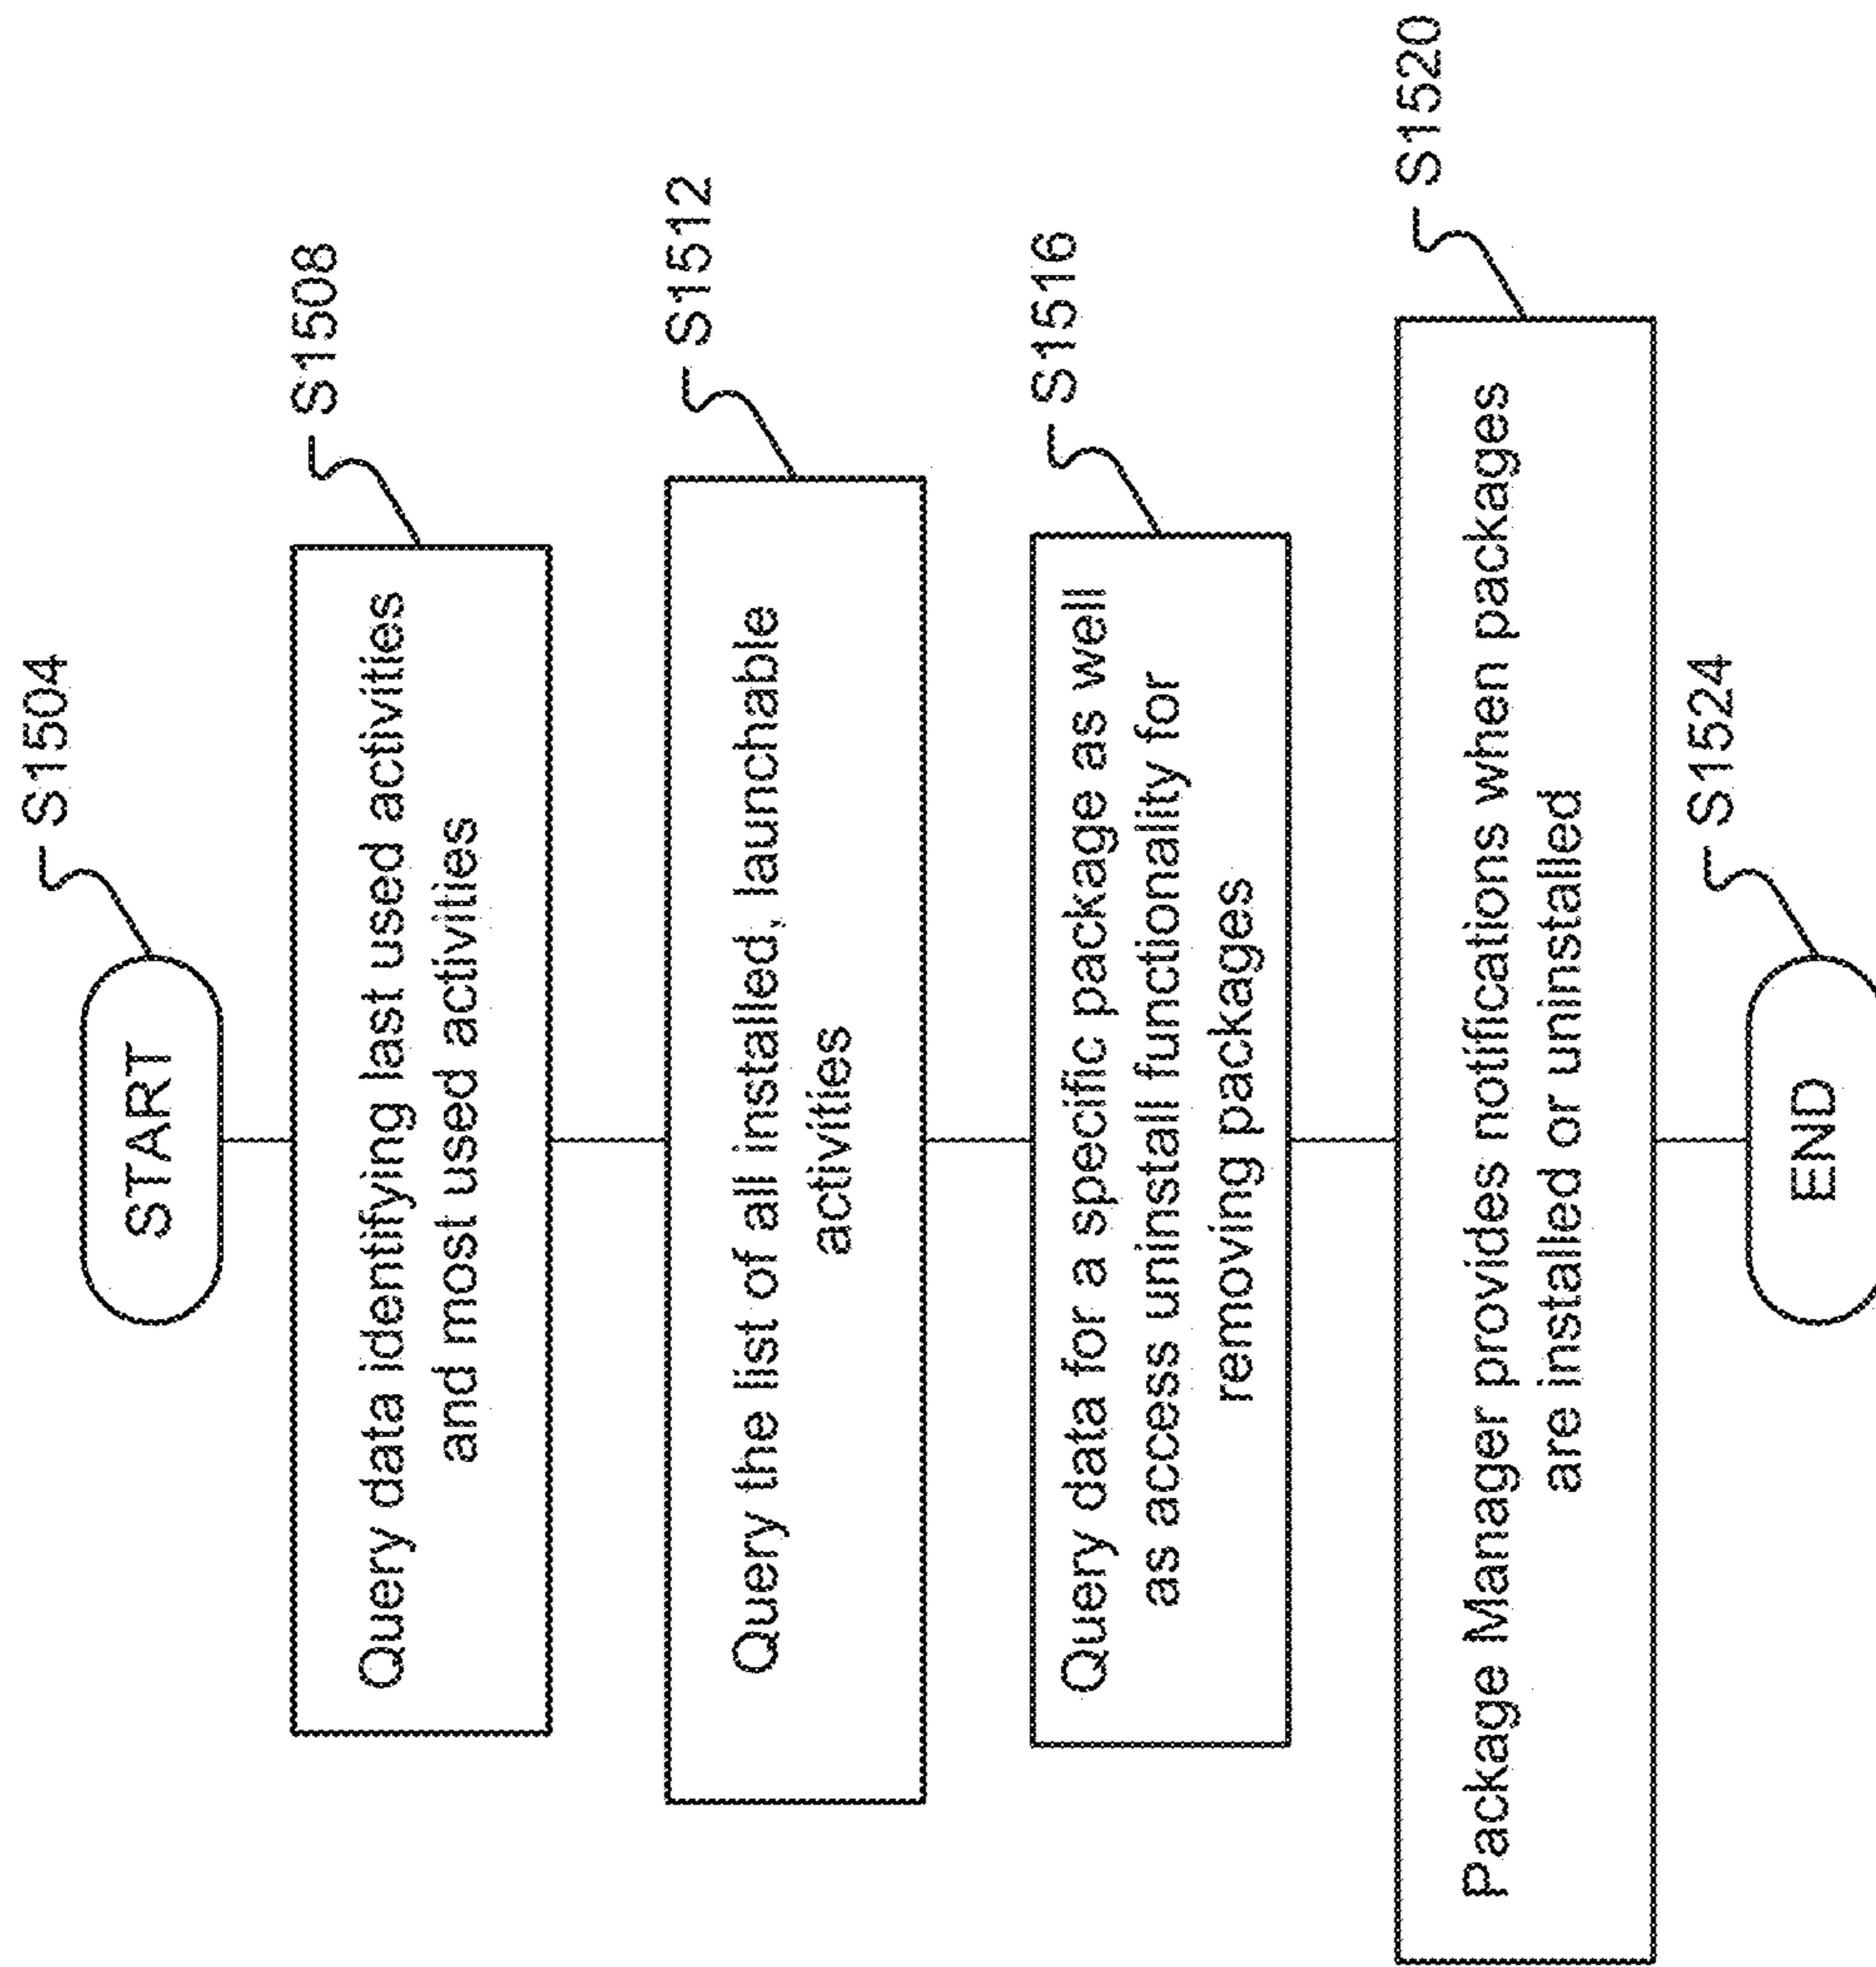 START
S1504
Query data identifying last used activities
and most used activities
S1508
Query the list of all installed, launchable
activities
S1512
Query data for a specific package as well
as access uninstall functionality for
removing packages
S1516
Package Manager provides notifications when packages
are installed or uninstalled
S1520
END
S1524